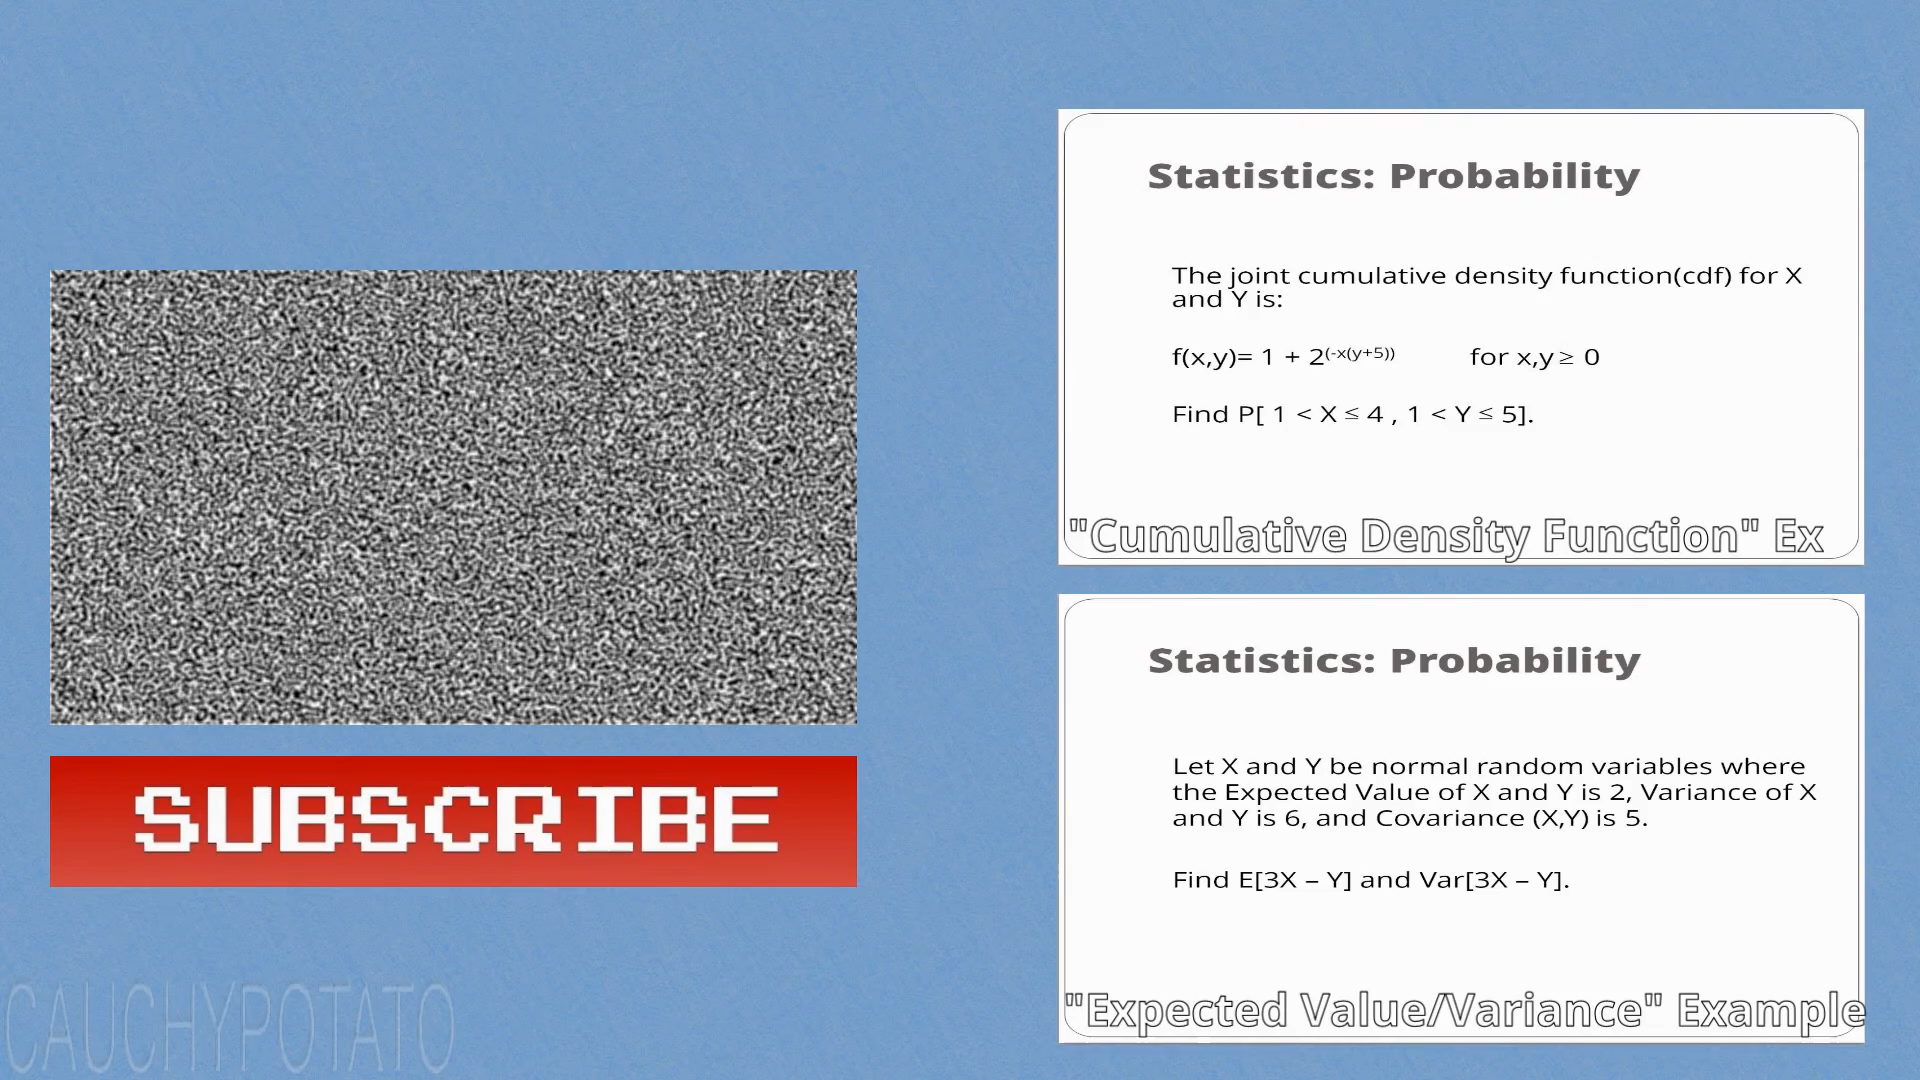 Statistics: Probability
The joint cumulative density function(cdf) for X
and Y is:
f(x,y)= 1 + 2^(-x(y+5)) for x,y ≥ 0
Find P[ 1 < X ≤ 4 , 1 < Y ≤ 5].
"Cumulative Density Function" Ex
SUBSCRIBE
Statistics: Probability
Let X and Y be normal random variables where
the Expected Value of X and Y is 2, Variance of X
and Y is 6, and Covariance (X,Y) is 5.
Find E[3X – Y] and Var[3X – Y].
"Expected Value/Variance" Example
CAUCHYPOTATO